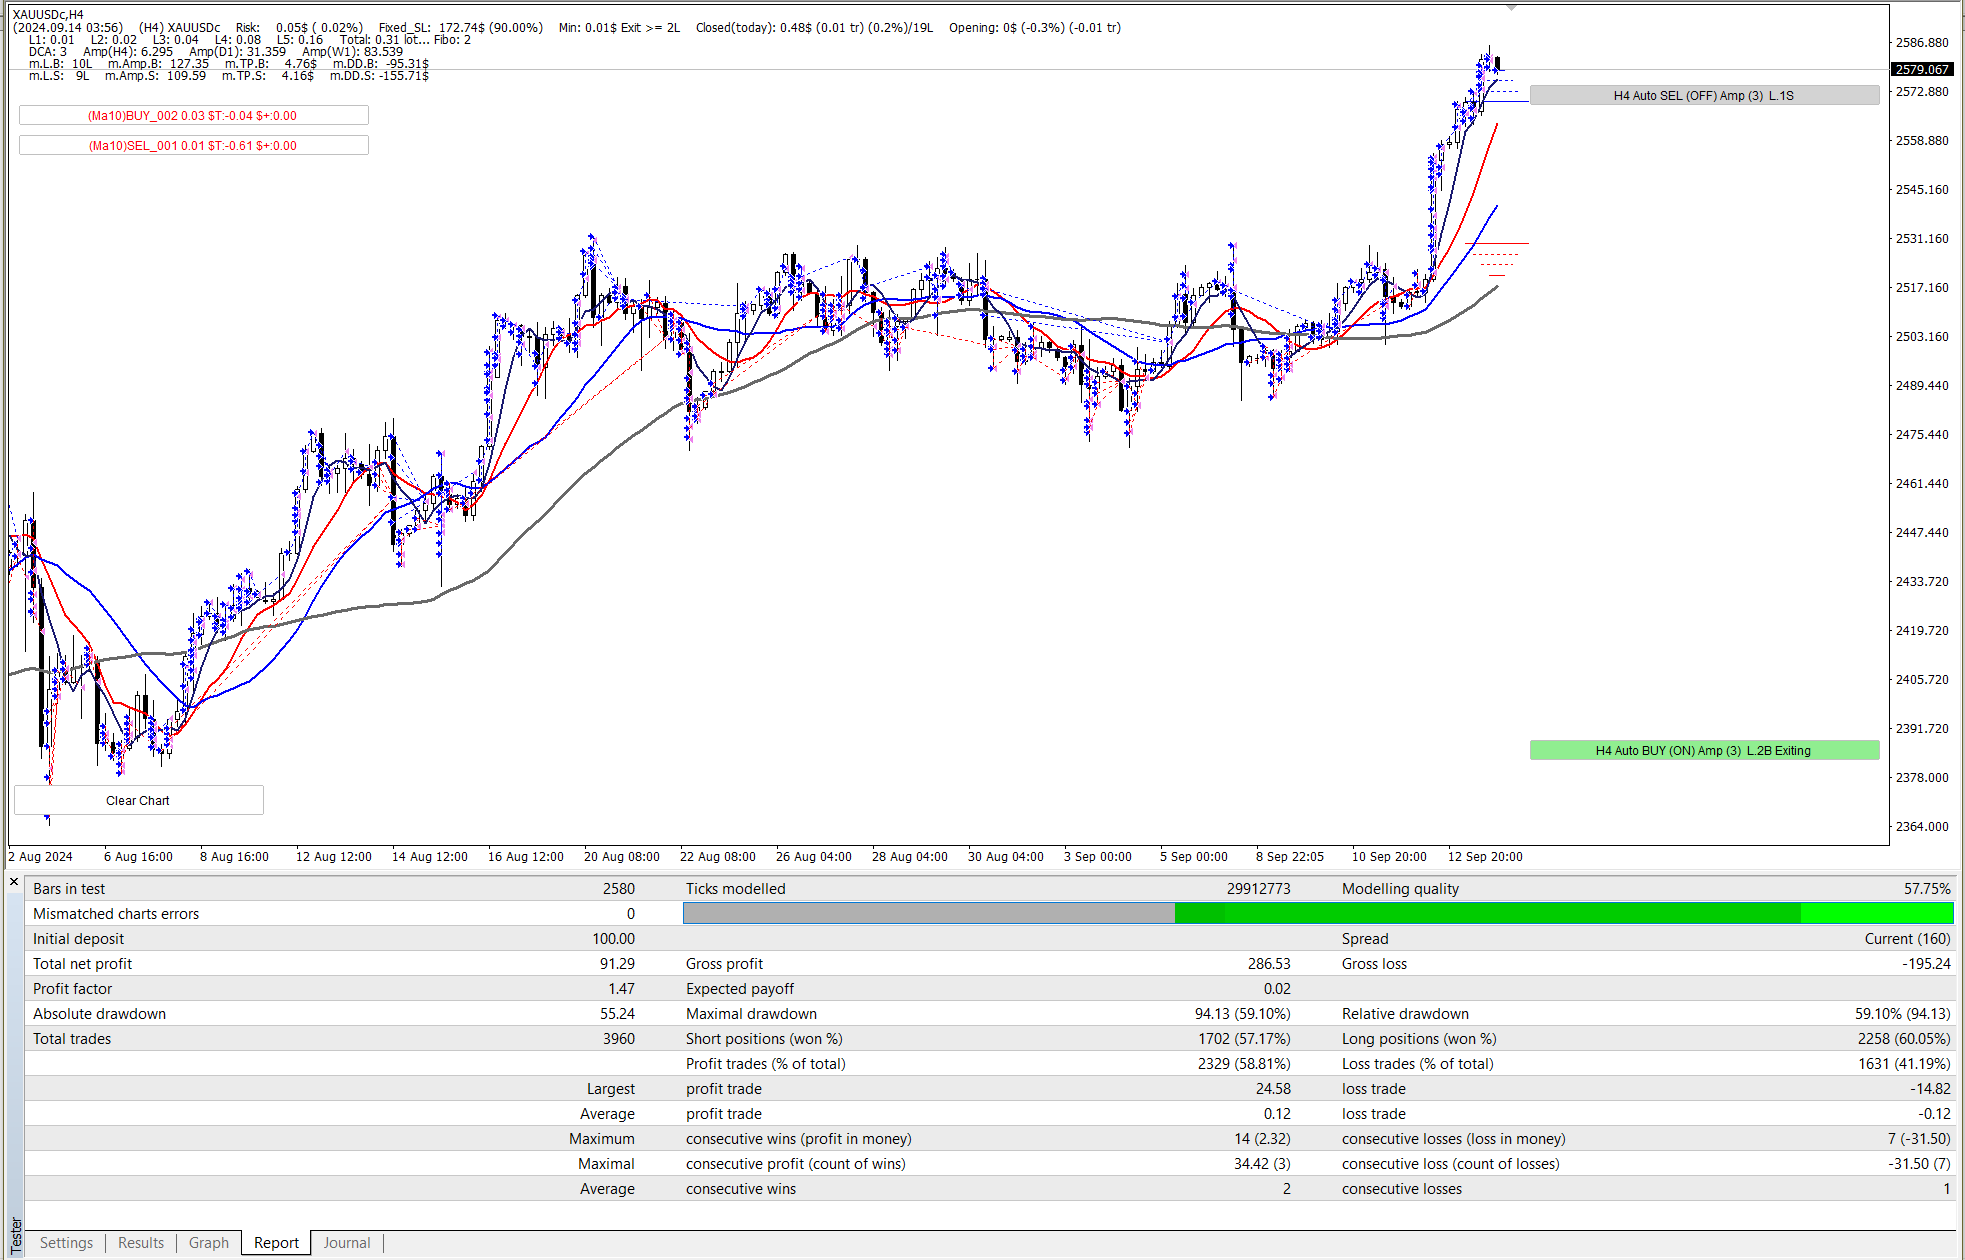 XAUUSDc,H4
(2024.09.14 03:56) (H4) XAUUSDc Risk: 0.05$ ( 0.02%) Fixed_SL: 172.74$ (90.00%) Min: 0.01$ Exit >= 2L Closed(today): 0.48$ (0.01 tr) (0.2%)/19L Opening: 0$ (-0.3%) (-0.01 tr)
L1: 0.01 L2: 0.02 L3: 0.04 L4: 0.08 L5: 0.16 Total: 0.31 lot... Fibo: 2
DCA: 3 Amp(H4): 6.295 Amp(D1): 31.359 Amp(W1): 83.539
m.L.B: 10L m.Amp.B: 127.35 m.TP.B: 4.76$ m.DD.B: -95.31$
m.L.S: 9L m.Amp.S: 109.59 m.TP.S: 4.16$ m.DD.S: -155.71$
(Ma10)BUY_002 0.03 $T:-0.04 $+:0.00
(Ma10)SEL_001 0.01 $T:-0.61 $+:0.00
H4 Auto SEL (OFF) Amp (3) L.1S
H4 Auto BUY (ON) Amp (3) L.2B Exiting
Clear Chart
2586.880
2579.067
2572.880
2558.880
2545.160
2531.160
2517.160
2503.160
2489.440
2475.440
2461.440
2447.440
2433.720
2419.720
2405.720
2391.720
2378.000
2364.000
2 Aug 2024 6 Aug 16:00 8 Aug 16:00 12 Aug 12:00 14 Aug 12:00 16 Aug 12:00 20 Aug 08:00 22 Aug 08:00 26 Aug 04:00 28 Aug 04:00 30 Aug 04:00 3 Sep 00:00 5 Sep 00:00 8 Sep 22:05 10 Sep 20:00 12 Sep 20:00
Bars in test 2580 Ticks modelled 29912773 Modelling quality 57.75%
Mismatched charts errors 0
Initial deposit 100.00 Spread Current (160)
Total net profit 91.29 Gross profit 286.53 Gross loss -195.24
Profit factor 1.47 Expected payoff 0.02
Absolute drawdown 55.24 Maximal drawdown 94.13 (59.10%) Relative drawdown 59.10% (94.13)
Total trades 3960 Short positions (won %) 1702 (57.17%) Long positions (won %) 2258 (60.05%)
Profit trades (% of total) 2329 (58.81%) Loss trades (% of total) 1631 (41.19%)
Largest profit trade 24.58 loss trade -14.82
Average profit trade 0.12 loss trade -0.12
Maximum consecutive wins (profit in money) 14 (2.32) consecutive losses (loss in money) 7 (-31.50)
Maximal consecutive profit (count of wins) 34.42 (3) consecutive loss (count of losses) -31.50 (7)
Average consecutive wins 2 consecutive losses 1
Tester
Settings Results Graph Report Journal